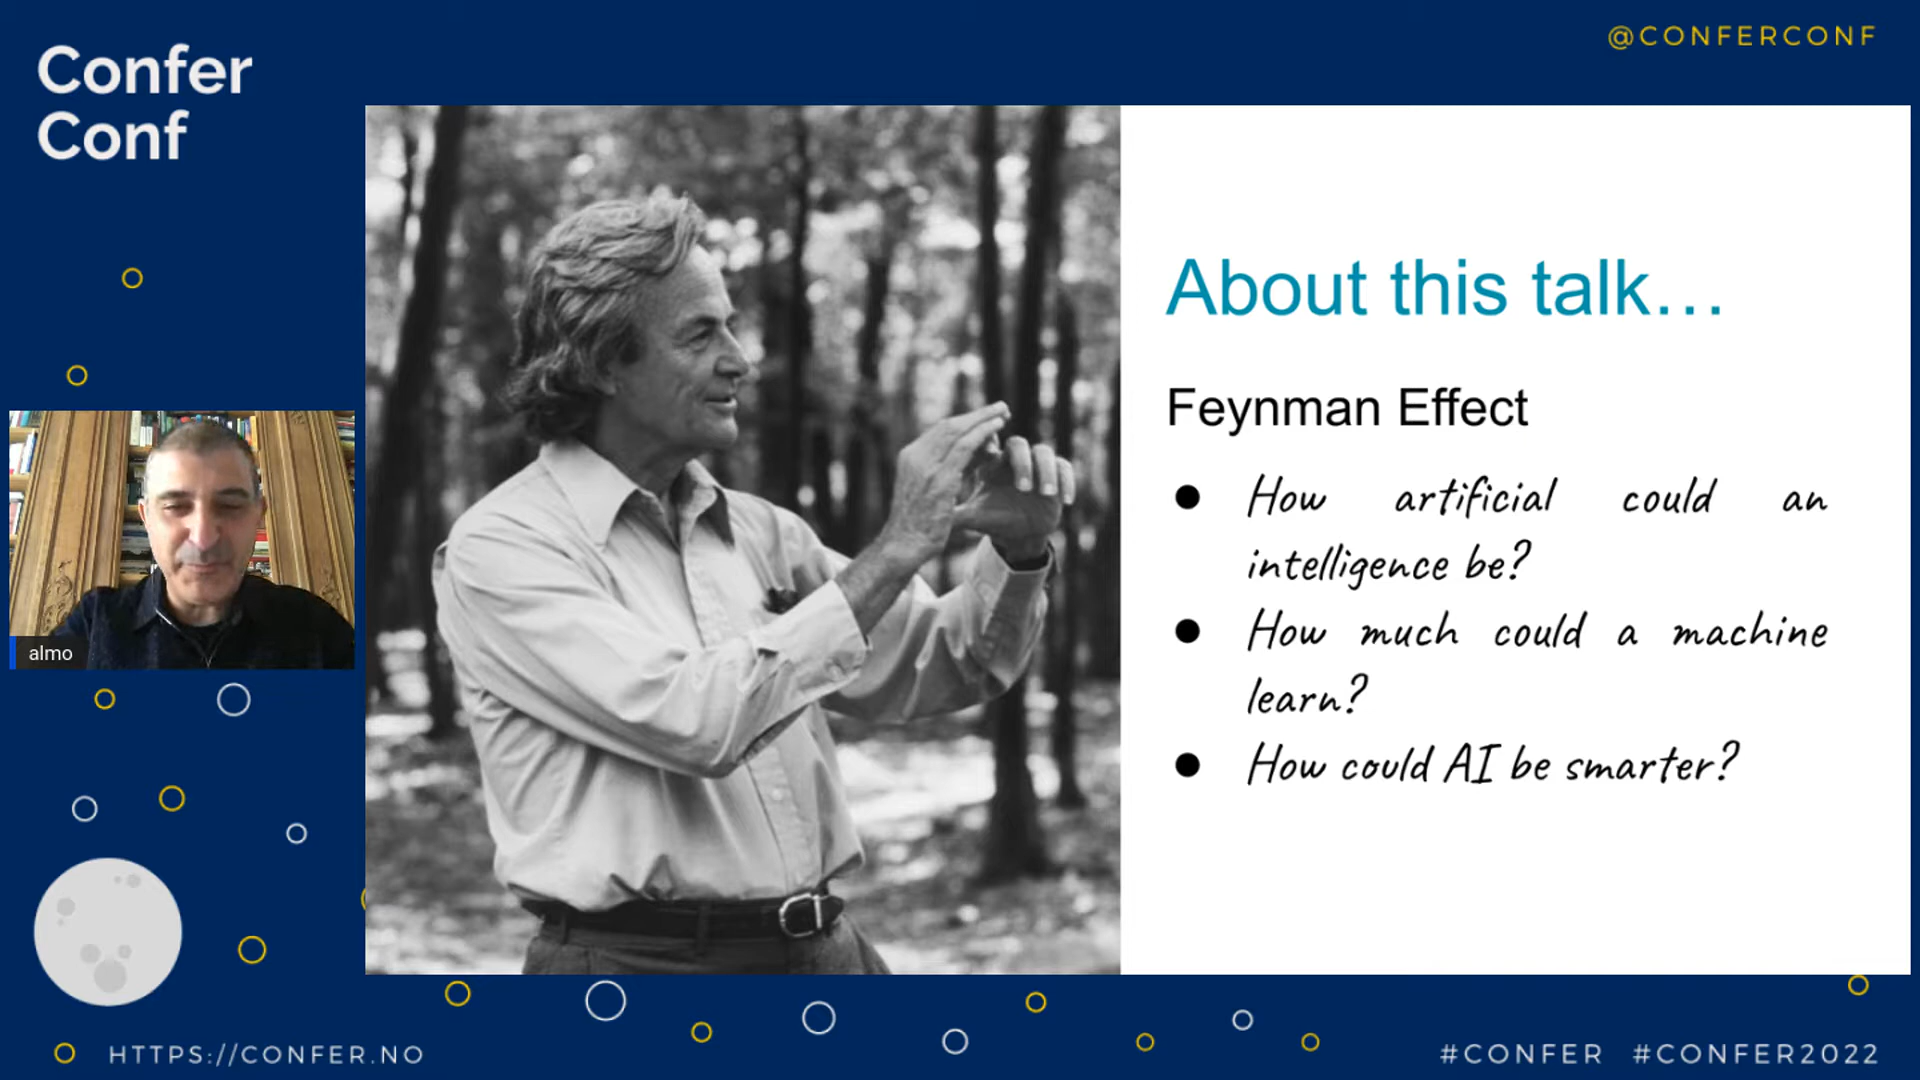 Confer
Conf
@CONFERCONF
About this talk...
Feynman Effect
● How artificial could an
intelligence be?
● How much could a machine
learn?
● How could AI be smarter?
almo
HTTPS://CONFER.NO
#CONFER #CONFER2022